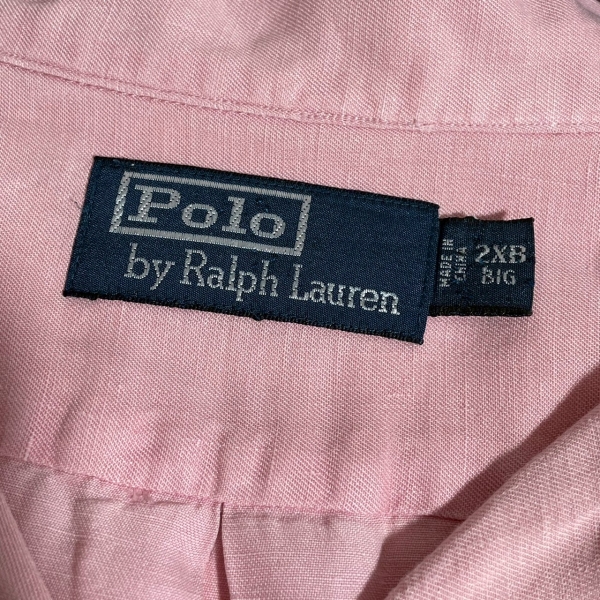 Polo
by Ralph Lauren
MADE IN
CHINA
2XB
BIG